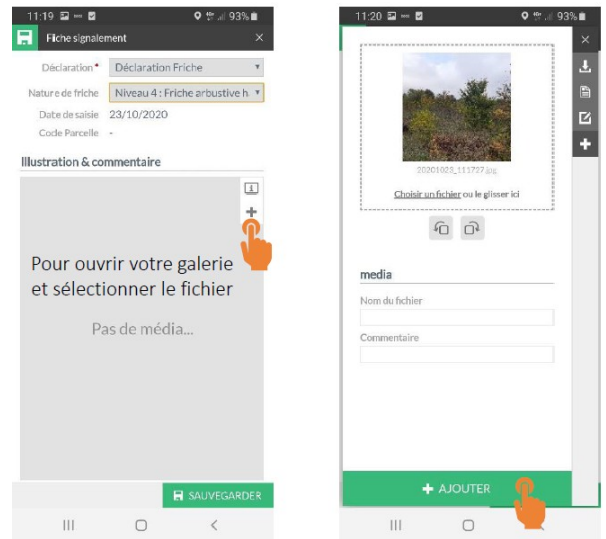 11:19
93%
Fiche signalement
Déclaration* Déclaration Friche
Nature de friche Niveau 4 : Friche arbustive h
Date de saisie 23/10/2020
Code Parcelle -
Illustration & commentaire
Pour ouvrir votre galerie
et sélectionner le fichier
Pas de média...
SAUVEGARDER
11:20
93%
20201023_111727.jpg
Choisir un fichier ou le glisser ici
media
Nom du fichier
Commentaire
+ AJOUTER